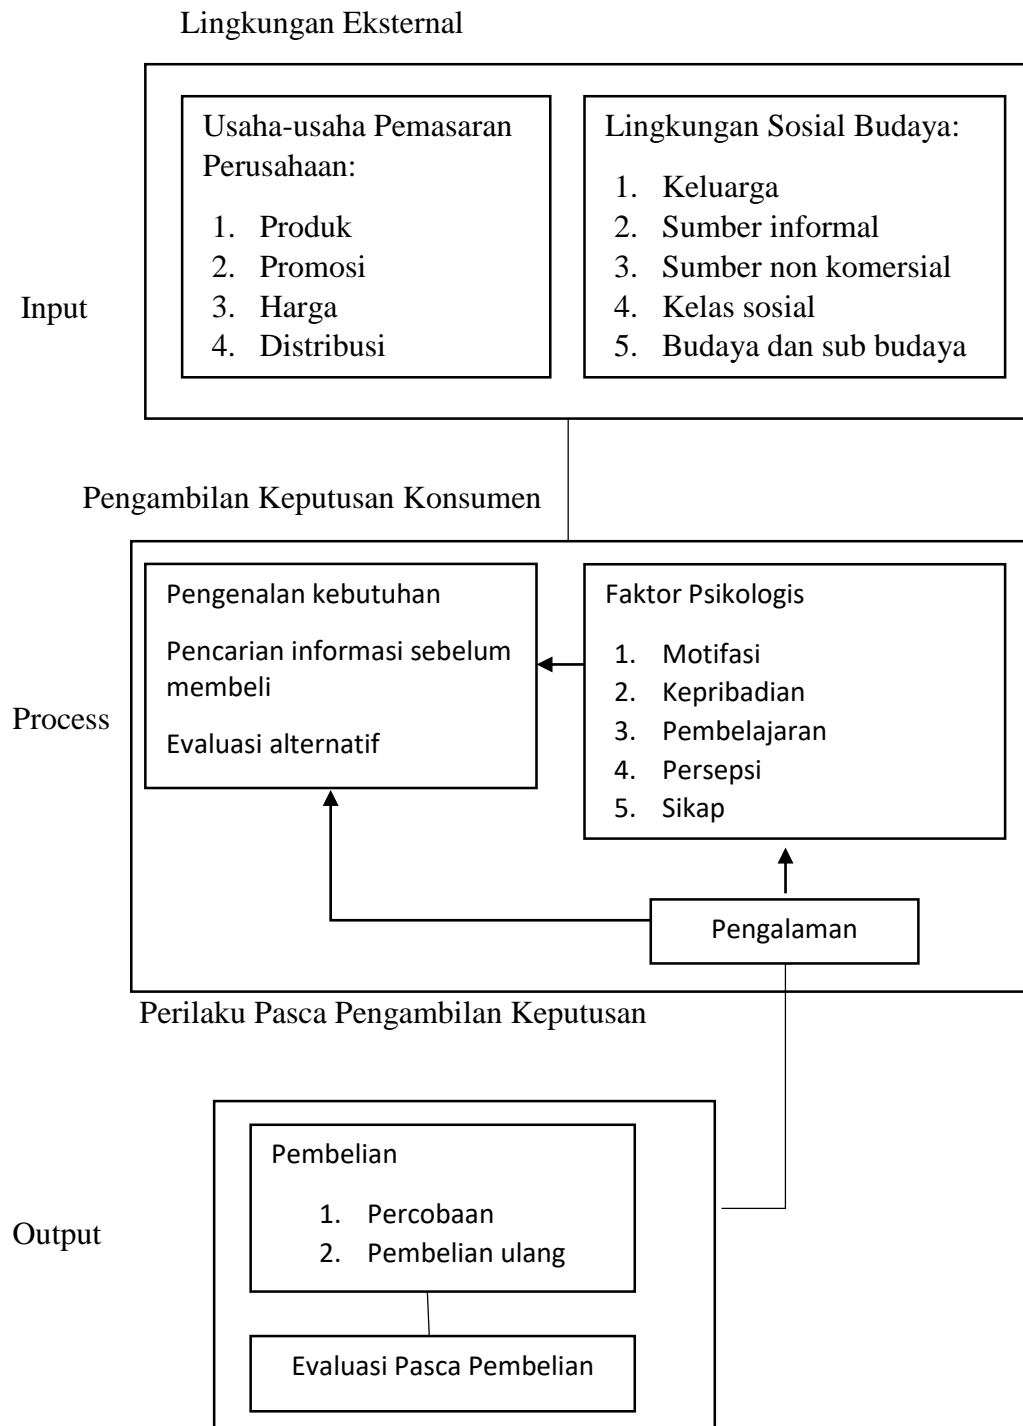 Lingkungan Eksternal
Usaha-usaha Pemasaran
Perusahaan:
1. Produk
2. Promosi
3. Harga
4. Distribusi
Lingkungan Sosial Budaya:
1. Keluarga
2. Sumber informal
3. Sumber non komersial
4. Kelas sosial
5. Budaya dan sub budaya
Input
Pengambilan Keputusan Konsumen
Pengenalan kebutuhan
Pencarian informasi sebelum
membeli
Evaluasi alternatif
Faktor Psikologis
1. Motifasi
2. Kepribadian
3. Pembelajaran
4. Persepsi
5. Sikap
Process
Pengalaman
Perilaku Pasca Pengambilan Keputusan
Pembelian
1. Percobaan
2. Pembelian ulang
Output
Evaluasi Pasca Pembelian